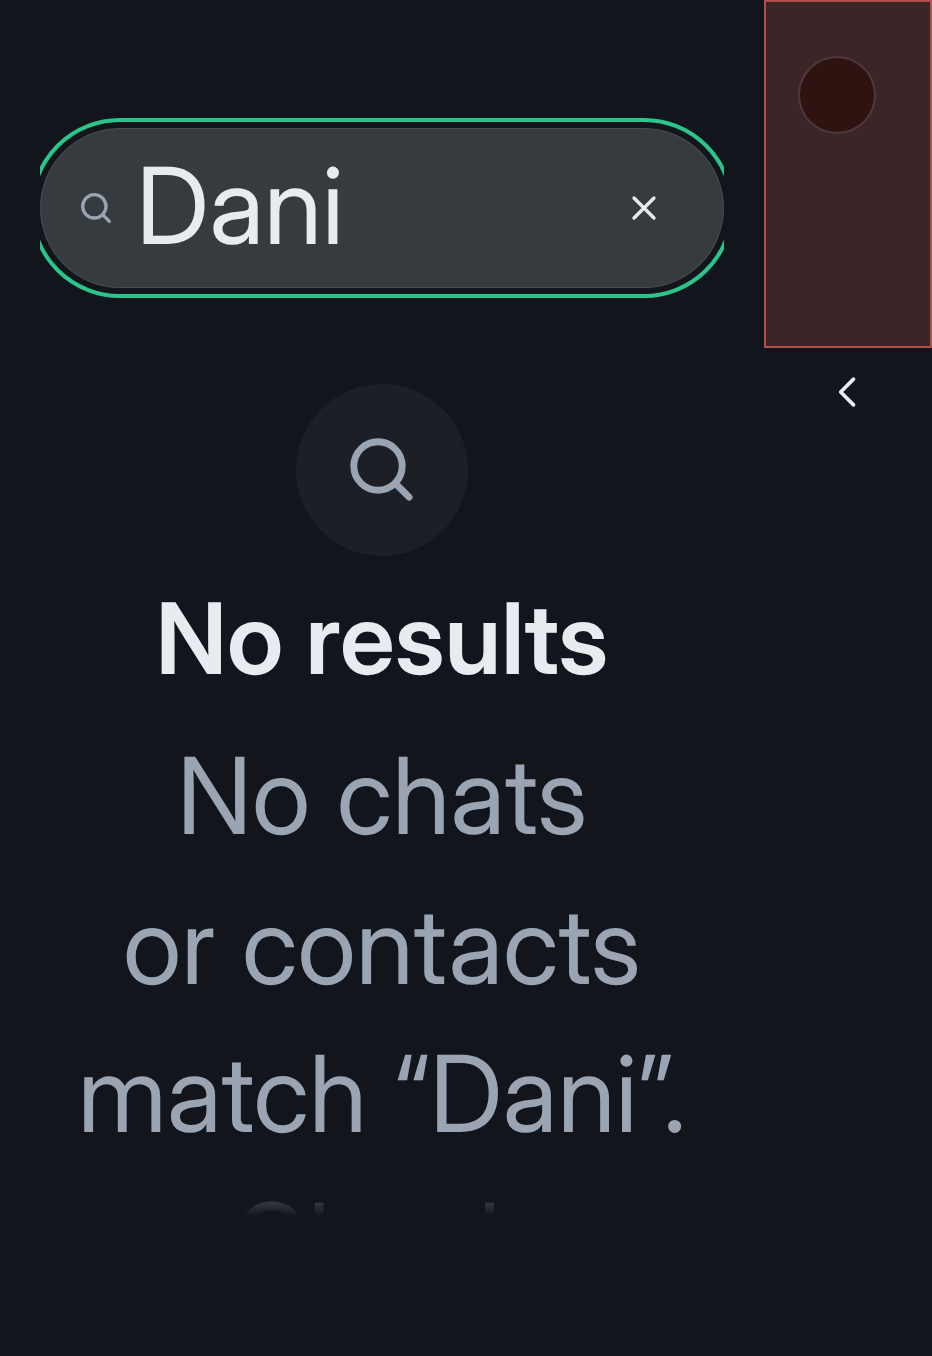 Dani
No results
No chats
or contacts
match “Dani”.